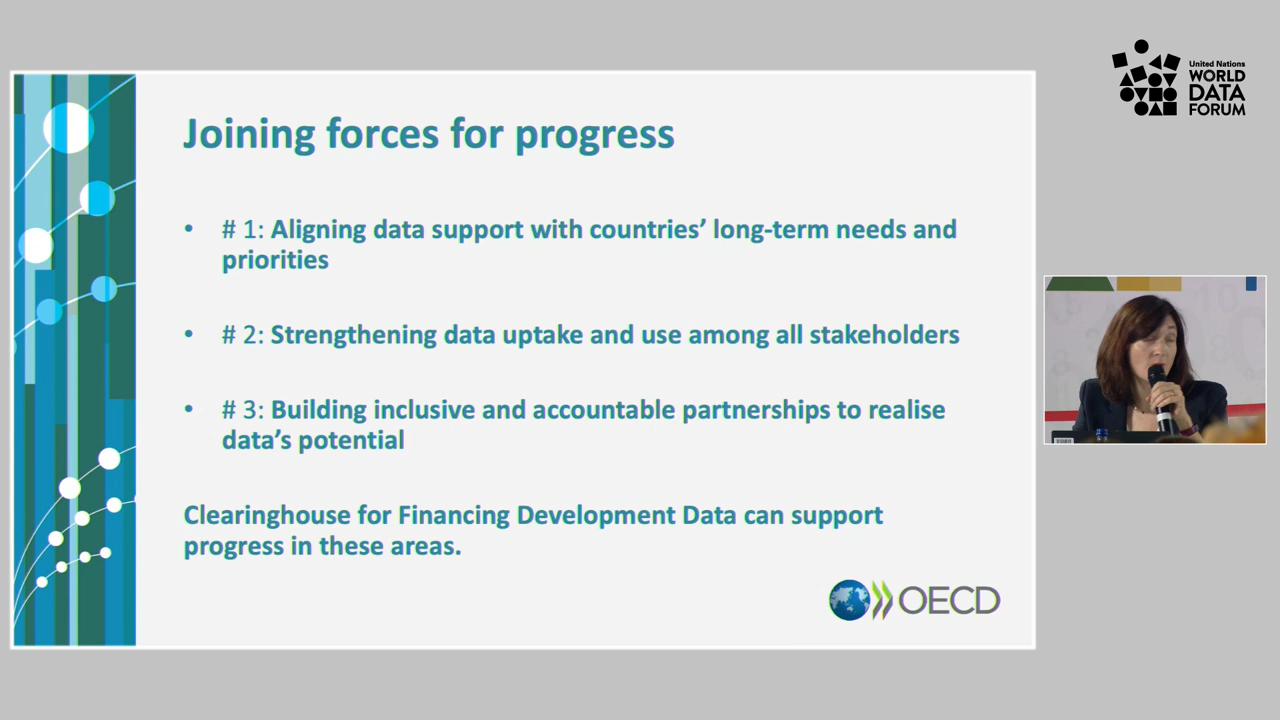 United Nations
WORLD
DATA
FORUM
Joining forces for progress
• # 1: Aligning data support with countries’ long-term needs and
priorities
• # 2: Strengthening data uptake and use among all stakeholders
• # 3: Building inclusive and accountable partnerships to realise
data’s potential
Clearinghouse for Financing Development Data can support
progress in these areas.
OECD